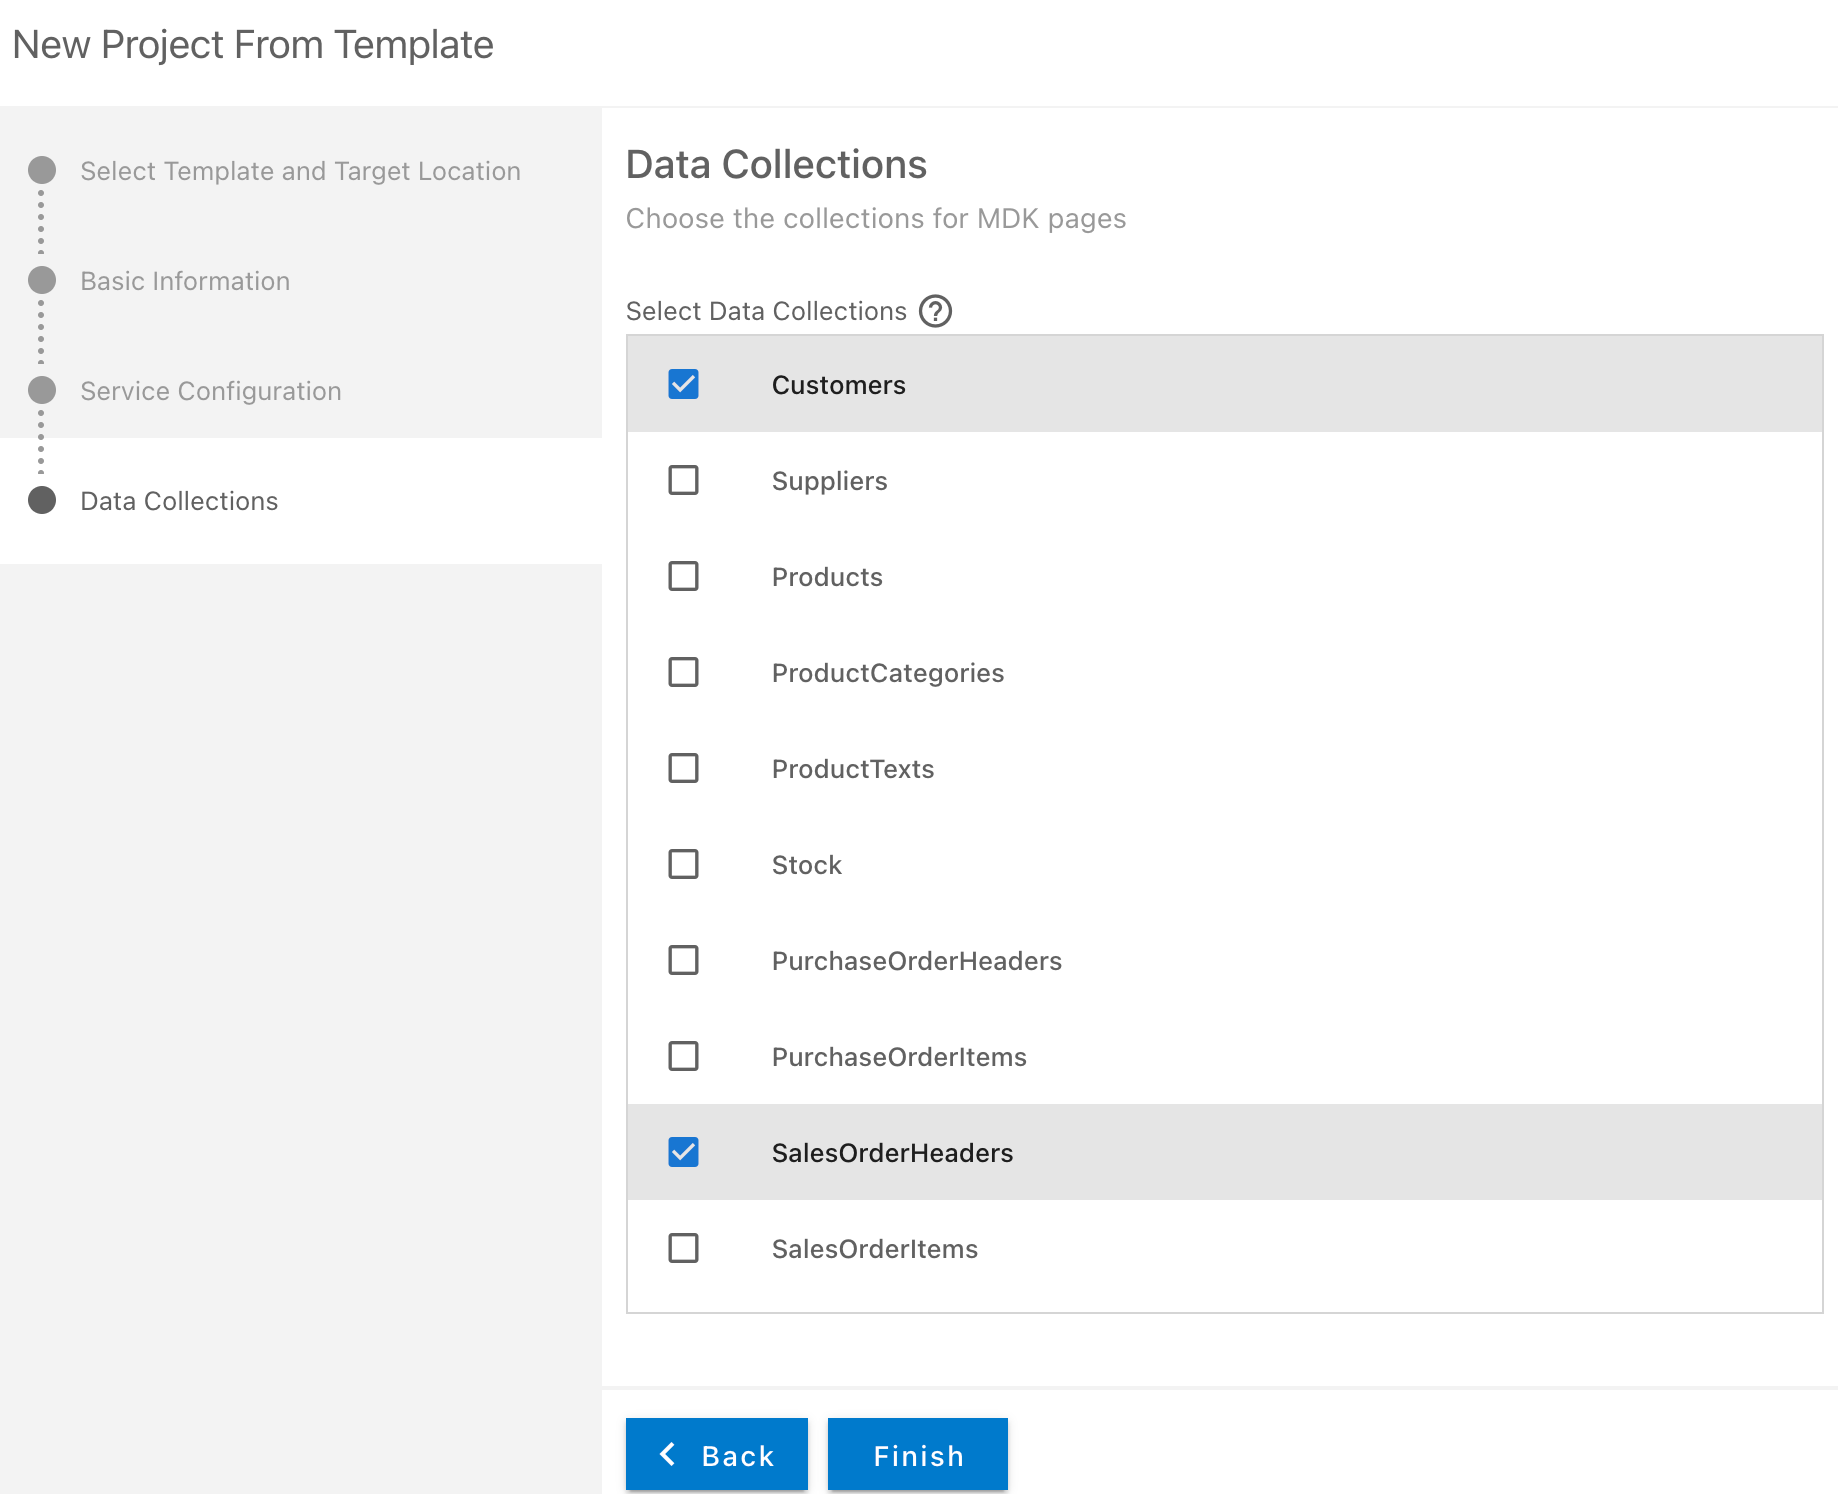 New Project From Template
Select Template and Target Location
Basic Information
Service Configuration
Data Collections
Data Collections
Choose the collections for MDK pages
Select Data Collections ?
Customers
Suppliers
Products
ProductCategories
ProductTexts
Stock
PurchaseOrderHeaders
PurchaseOrderItems
SalesOrderHeaders
SalesOrderItems
Back
Finish